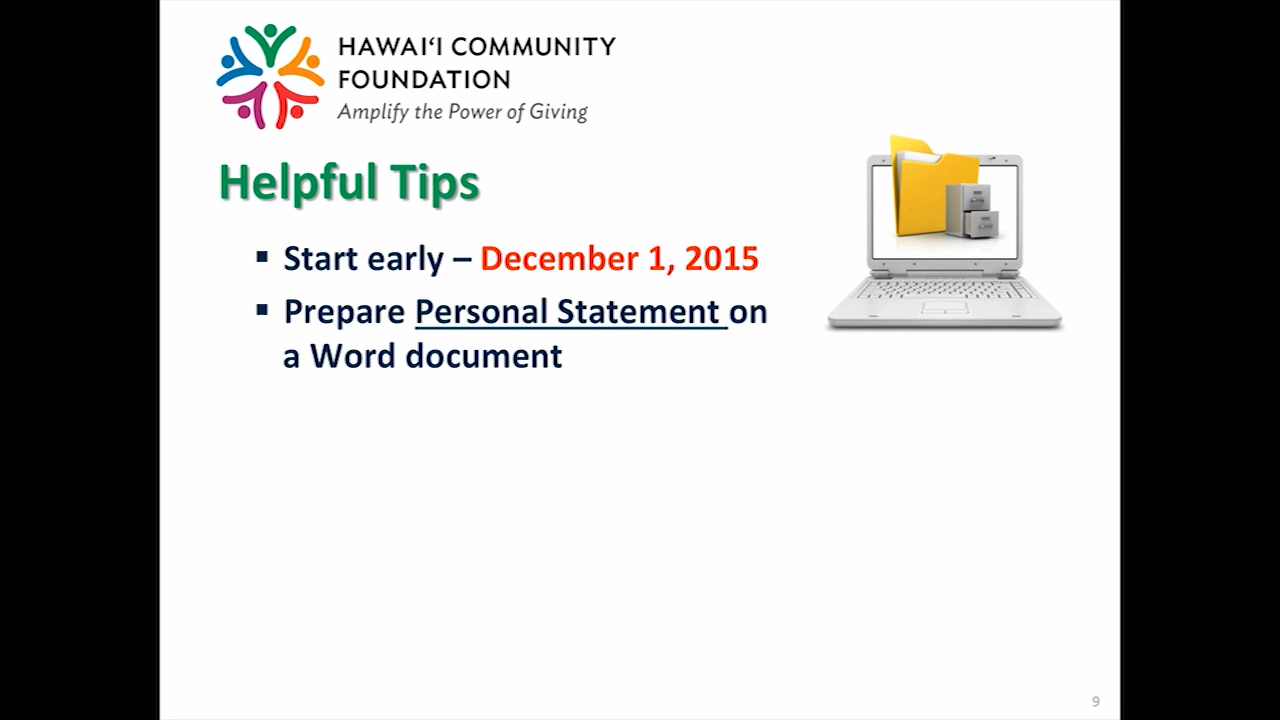 HAWAIʻI COMMUNITY
FOUNDATION
Amplify the Power of Giving
Helpful Tips
▪ Start early – December 1, 2015
▪ Prepare Personal Statement on
a Word document
9